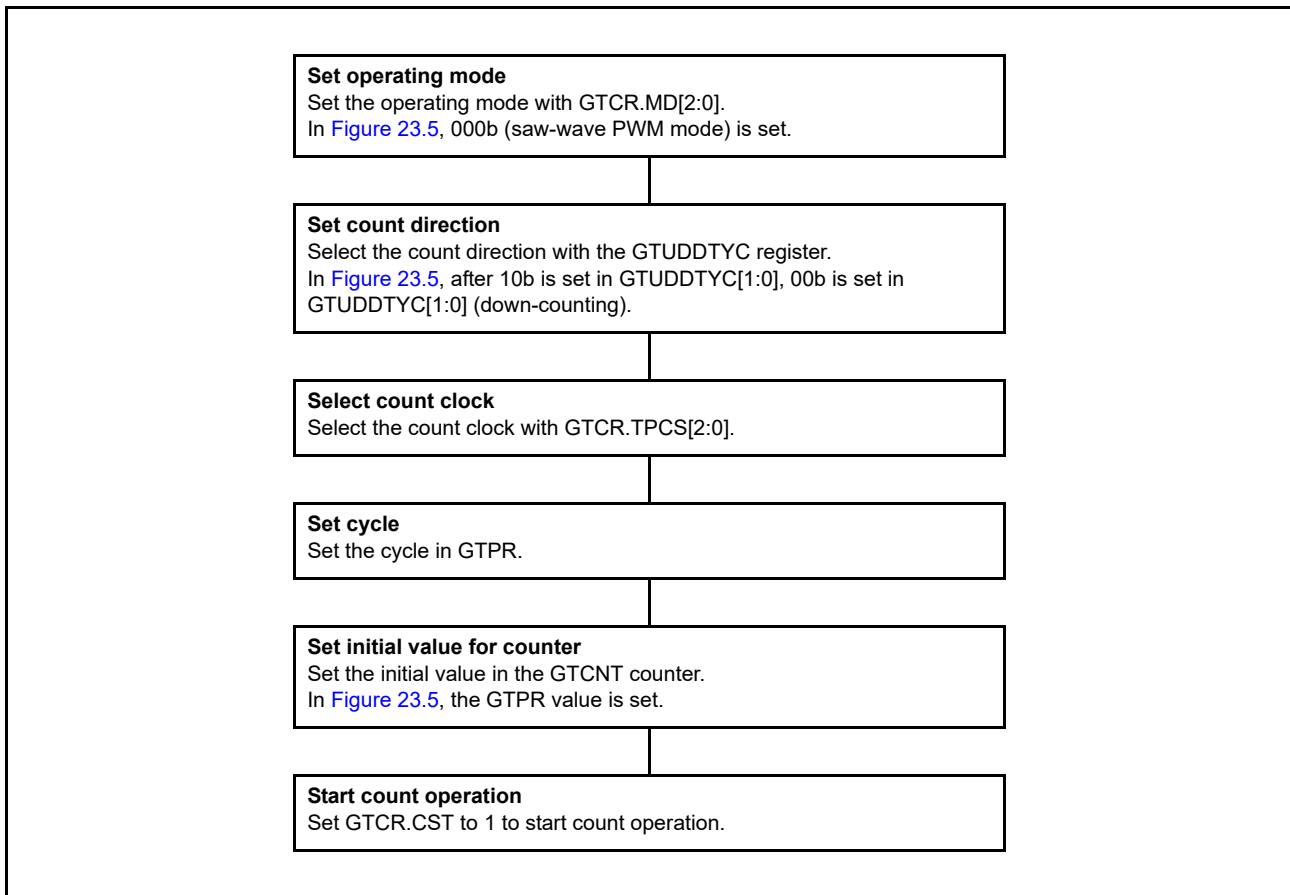 Set operating mode
Set the operating mode with GTCR.MD[2:0].
In Figure 23.5, 000b (saw-wave PWM mode) is set.
Set count direction
Select the count direction with the GTUDDTYC register.
In Figure 23.5, after 10b is set in GTUDDTYC[1:0], 00b is set in
GTUDDTYC[1:0] (down-counting).
Select count clock
Select the count clock with GTCR.TPCS[2:0].
Set cycle
Set the cycle in GTPR.
Set initial value for counter
Set the initial value in the GTCNT counter.
In Figure 23.5, the GTPR value is set.
Start count operation
Set GTCR.CST to 1 to start count operation.